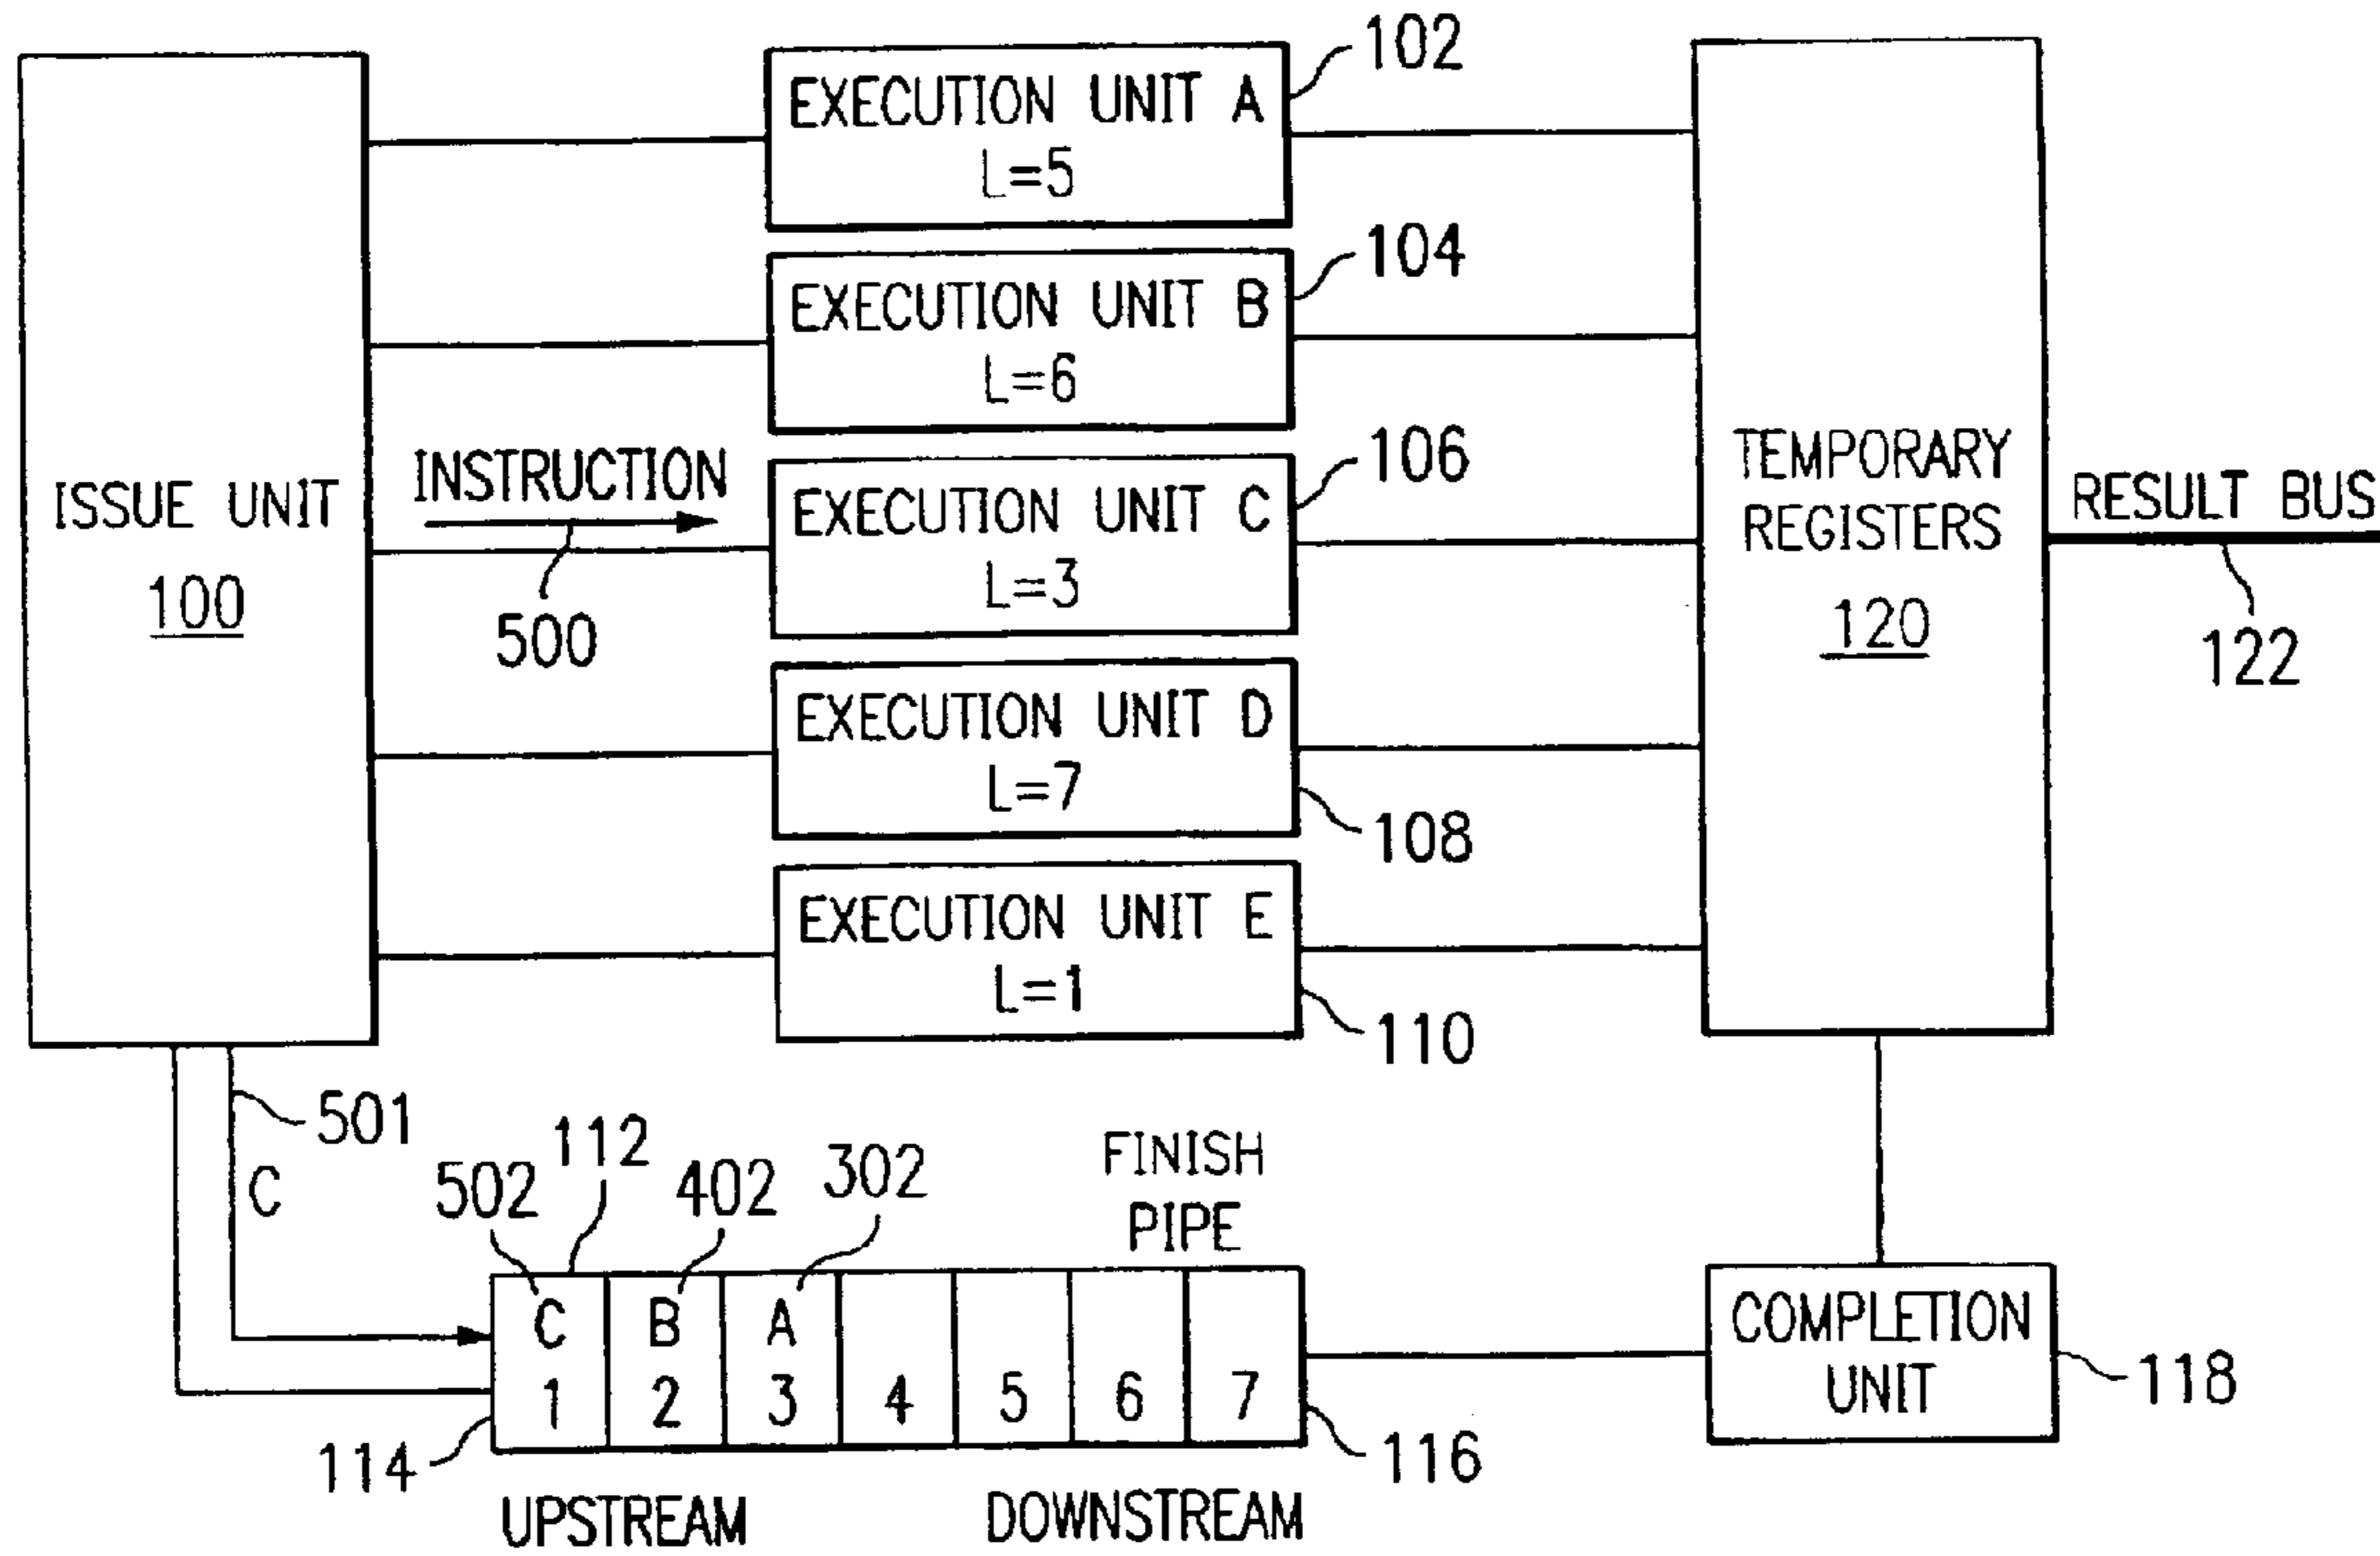 ISSUE UNIT
100
INSTRUCTION
500
EXECUTION UNIT A
L=5
102
EXECUTION UNIT B
L=6
104
EXECUTION UNIT C
L=3
106
EXECUTION UNIT D
L=7
108
EXECUTION UNIT E
L=1
110
TEMPORARY
REGISTERS
120
RESULT BUS
122
501
C
502
112
402
302
FINISH
PIPE
C B A
1 2 3 4 5 6 7
114
116
UPSTREAM
DOWNSTREAM
COMPLETION
UNIT
118